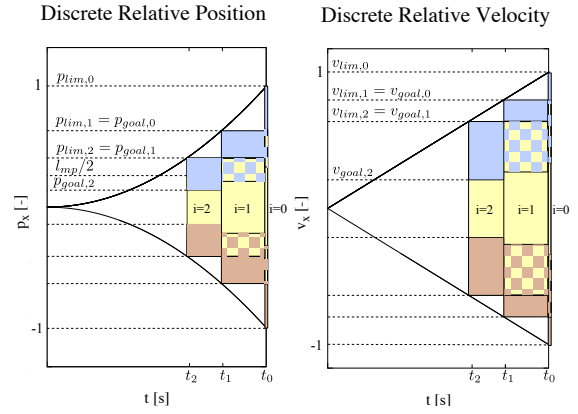 Discrete Relative Position
1
p_{lim,0}
p_{lim,1} = p_{goal,0}
p_{lim,2} = p_{goal,1}
l_{mp}/2
p_{goal,2}
p_x [-]
i=2
i=1
i=0
-1
t_2
t_1
t_0
t [s]
Discrete Relative Velocity
1
v_{lim,0}
v_{lim,1} = v_{goal,0}
v_{lim,2} = v_{goal,1}
v_{goal,2}
v_x [-]
i=2
i=1
i=0
-1
t_2
t_1
t_0
t [s]